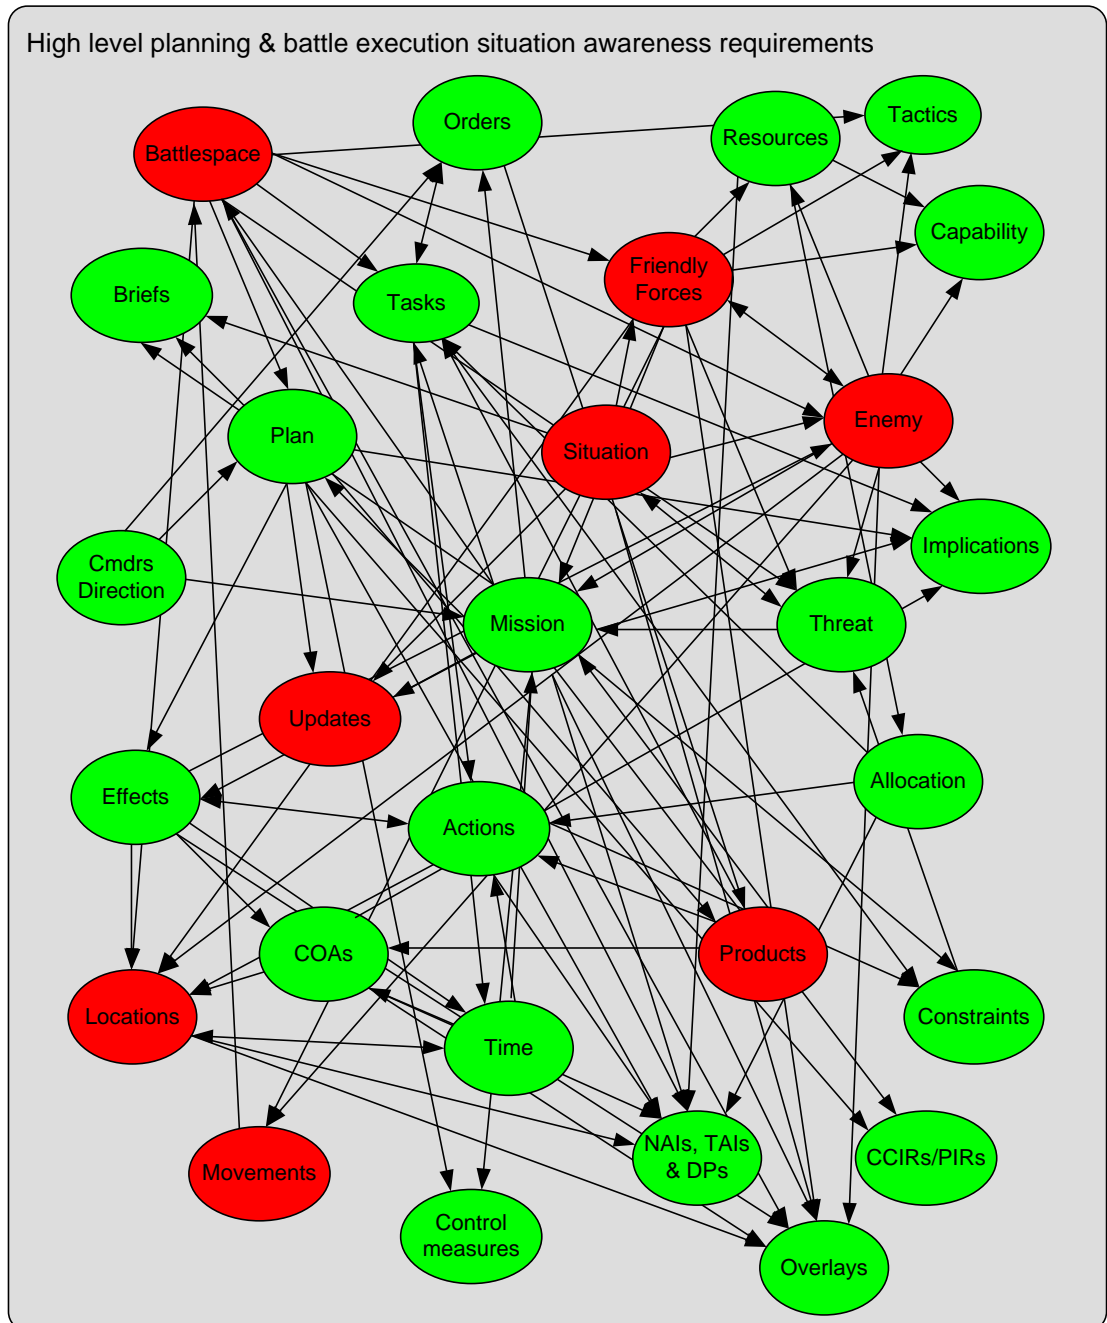 High level planning & battle execution situation awareness requirements
Orders
Tactics
Resources
Battlespace
Capability
Friendly
Forces
Briefs
Tasks
Enemy
Plan
Situation
Implications
Cmdrs
Direction
Mission
Threat
Updates
Allocation
Effects
Actions
COAs
Products
Locations
Constraints
Time
NAIs, TAIs
& DPs
CCIRs/PIRs
Movements
Control
measures
Overlays